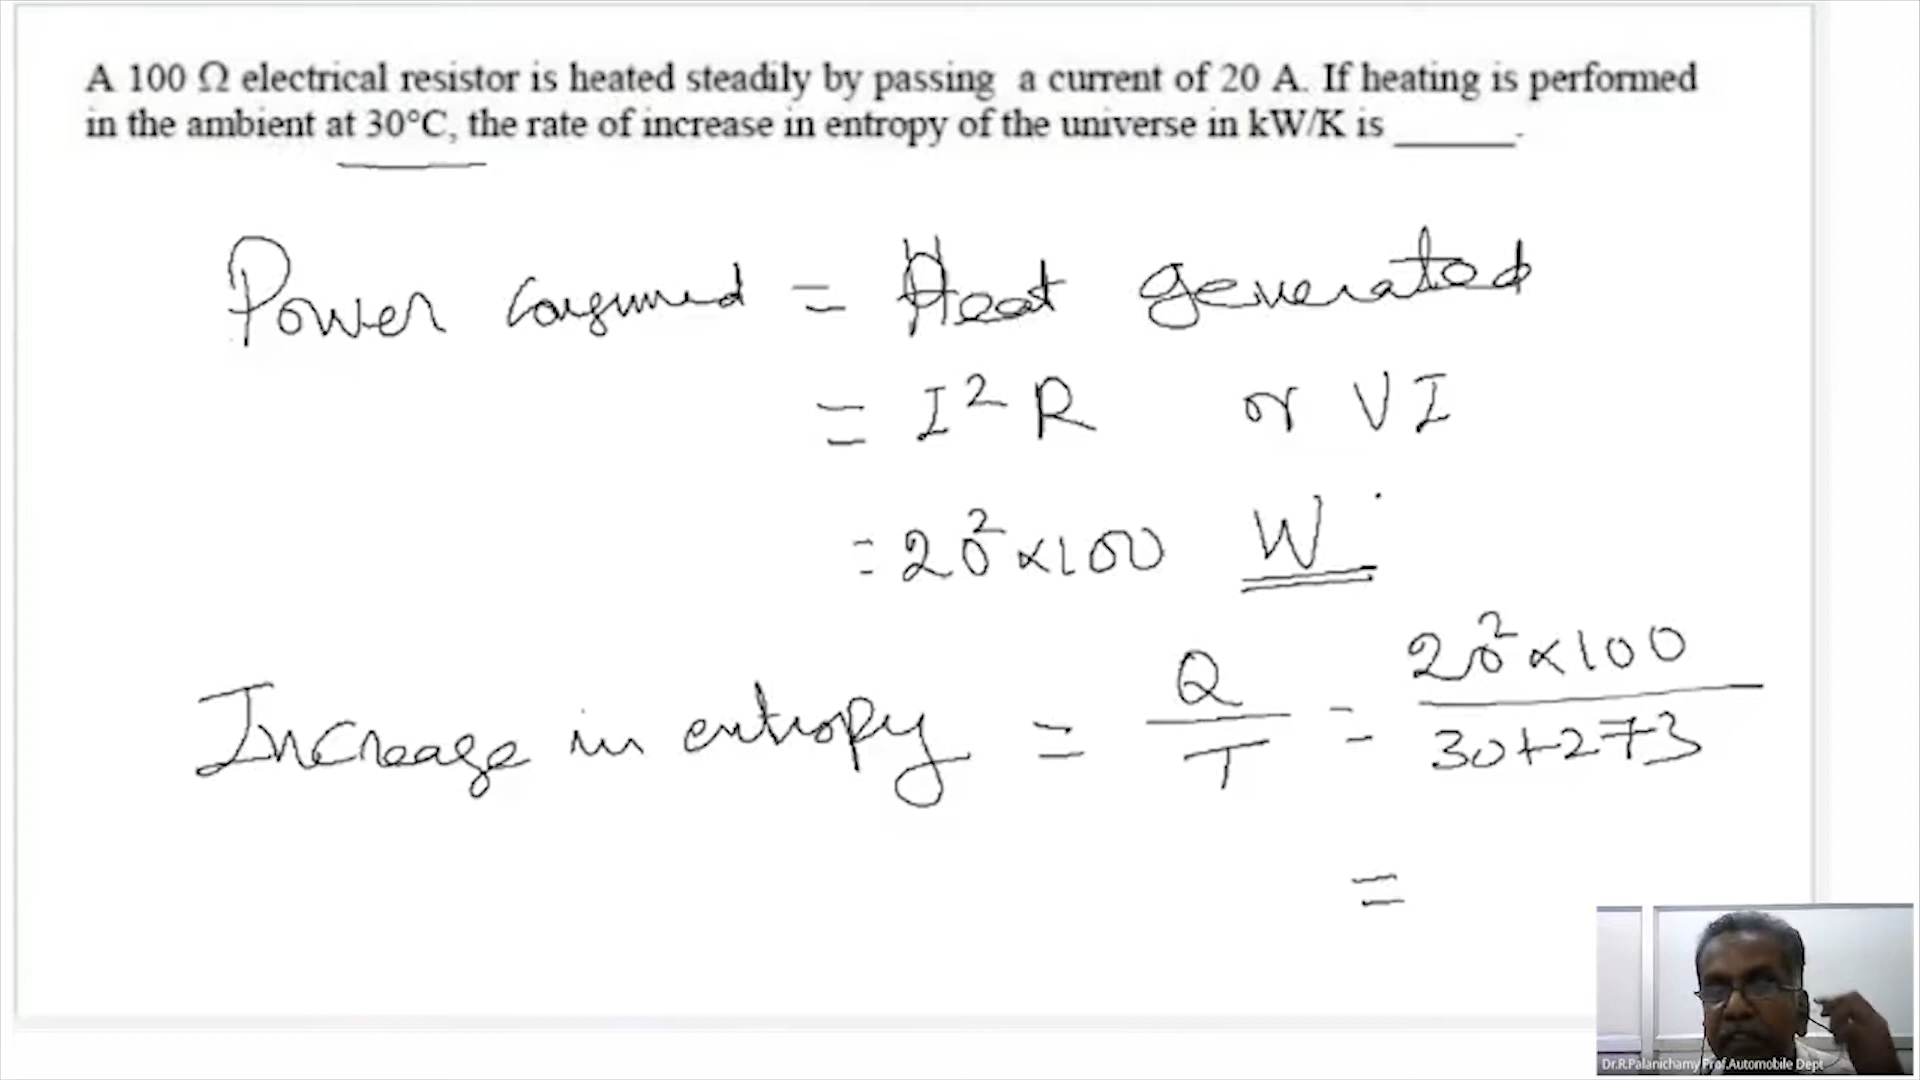 A 100 Ω electrical resistor is heated steadily by passing a current of 20 A. If heating is performed
in the ambient at 30°C, the rate of increase in entropy of the universe in kW/K is ______.
Power consumed = Heat generated
= I² R or VI
= 20² × 100 W
Increase in entropy = Q/T = 20² × 100 / 30+273
=
Dr.R.Palanichamy Prof.Automobile Dept